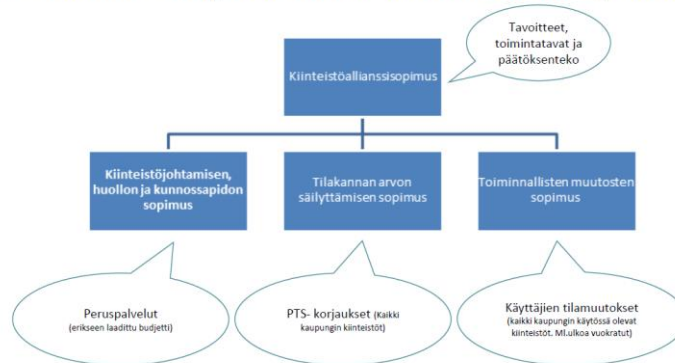 Tavoitteet,
toimintatavat ja
päätöksenteko
Kiinteistöallianssisopimus
Kiinteistöjohtamisen,
huollon ja kunnossapidon
sopimus
Tilakannan arvon
säilyttämisen sopimus
Toiminnallisten muutosten
sopimus
Peruspalvelut
(erikseen laadittu budjetti)
PTS- korjaukset (Kaikki
kaupungin kiinteistöt)
Käyttäjien tilamuutokset
(kaikki kaupungin käytössä olevat
kiinteistöt. Ml.ulkoa vuokratut)